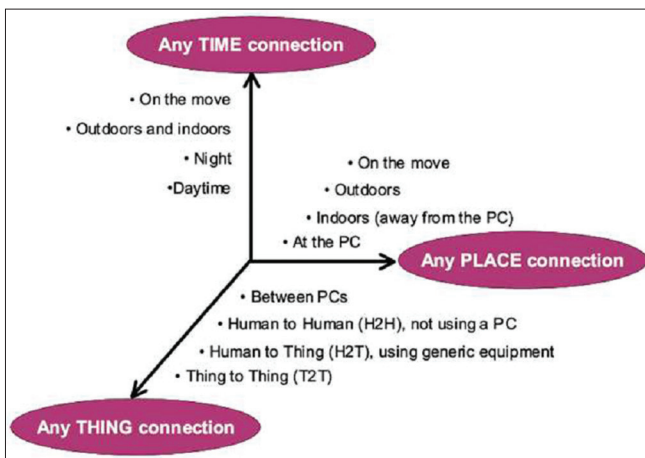 Any TIME connection
• On the move
• Outdoors and indoors
• Night
•Daytime
• On the move
• Outdoors
• Indoors (away from the PC)
• At the PC
Any PLACE connection
• Between PCs
• Human to Human (H2H), not using a PC
• Human to Thing (H2T), using generic equipment
• Thing to Thing (T2T)
Any THING connection